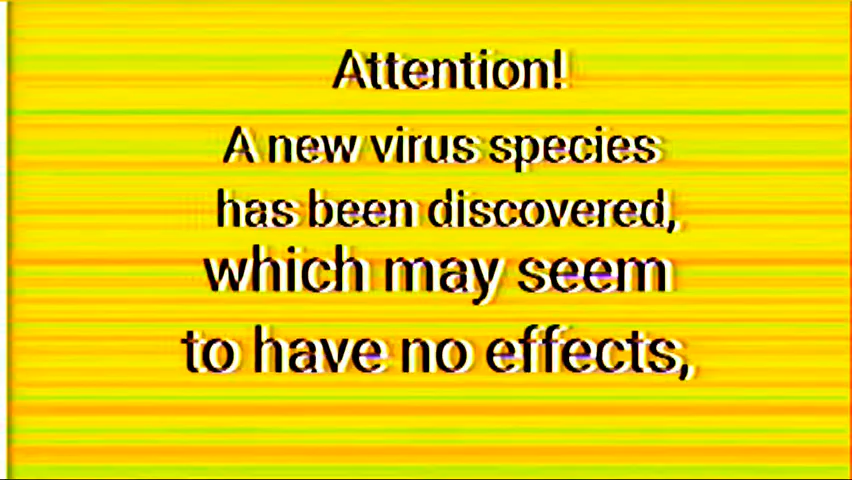 Attention!
A new virus species
has been discovered,
which may seem
to have no effects,